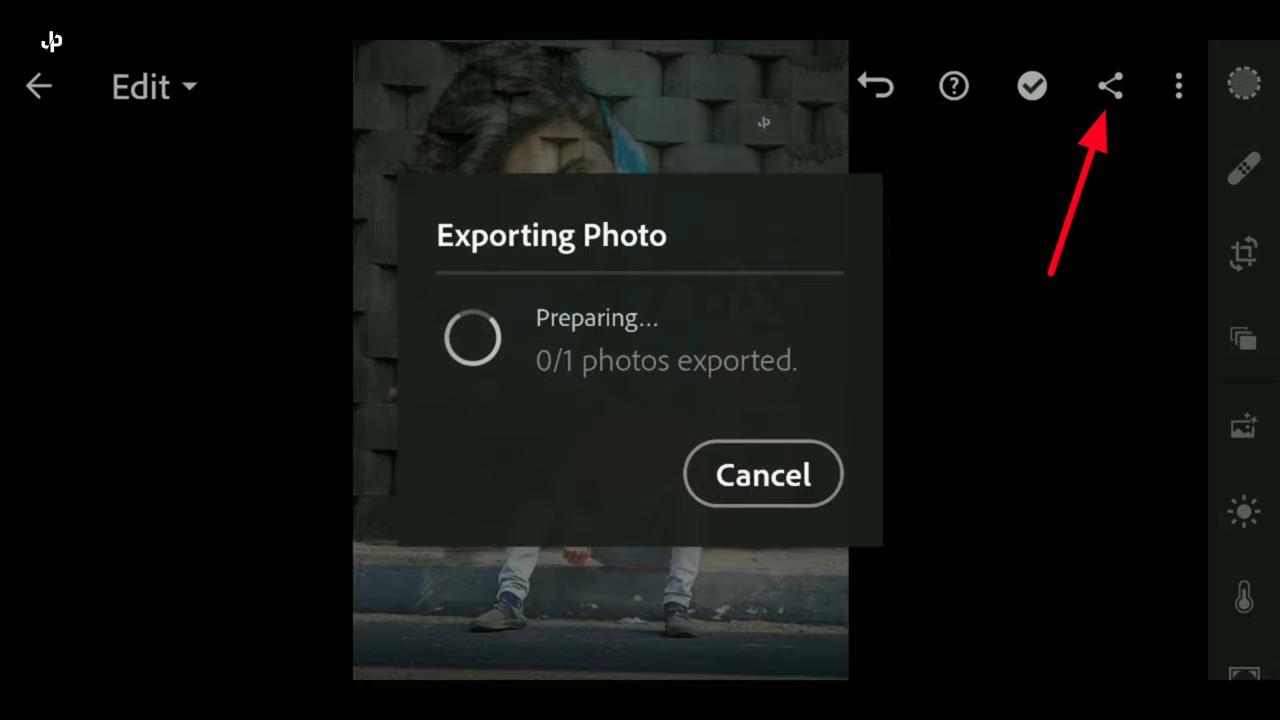 Edit
Exporting Photo
Preparing...
0/1 photos exported.
Cancel